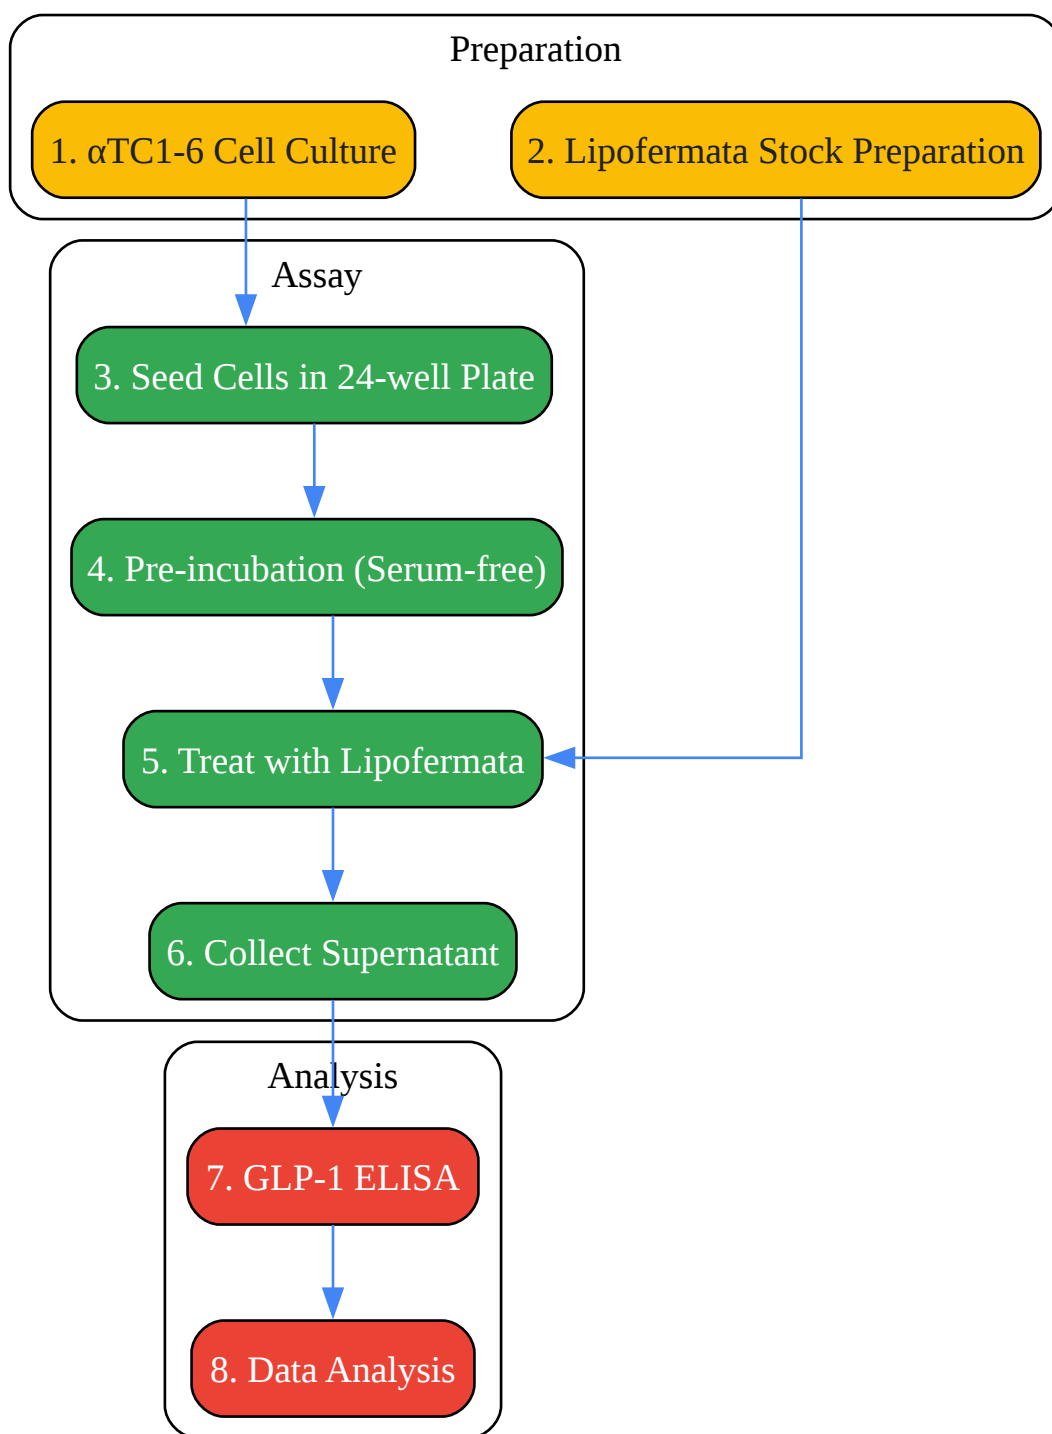 Preparation
1. αTC1-6 Cell Culture
2. Lipofermata Stock Preparation
Assay
3. Seed Cells in 24-well Plate
4. Pre-incubation (Serum-free)
5. Treat with Lipofermata
6. Collect Supernatant
Analysis
7. GLP-1 ELISA
8. Data Analysis